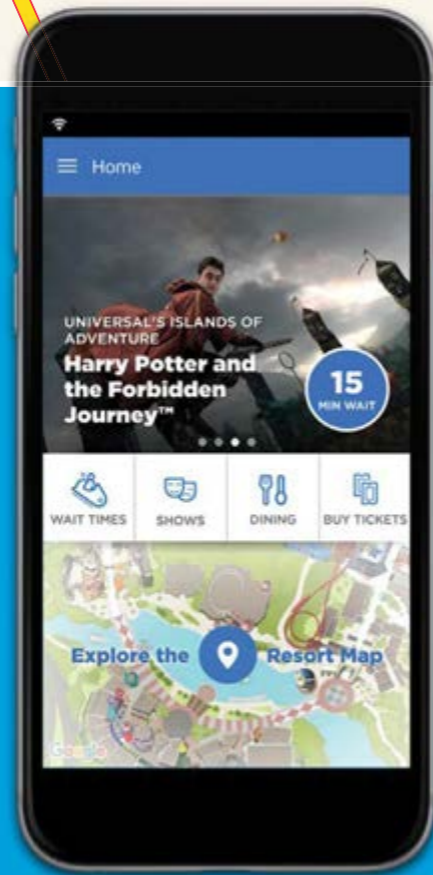 Home
UNIVERSAL'S ISLANDS OF
ADVENTURE
Harry Potter and
the Forbidden
Journey™
15
MIN WAIT
WAIT TIMES
SHOWS
DINING
BUY TICKETS
Explore the
Resort Map
Google